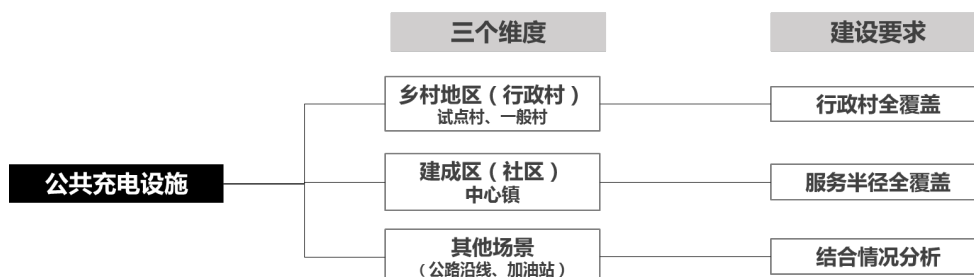 三个维度
建设要求
乡村地区（行政村）
试点村、一般村
行政村全覆盖
公共充电设施
建成区（社区）
中心镇
服务半径全覆盖
其他场景
（公路沿线、加油站）
结合情况分析